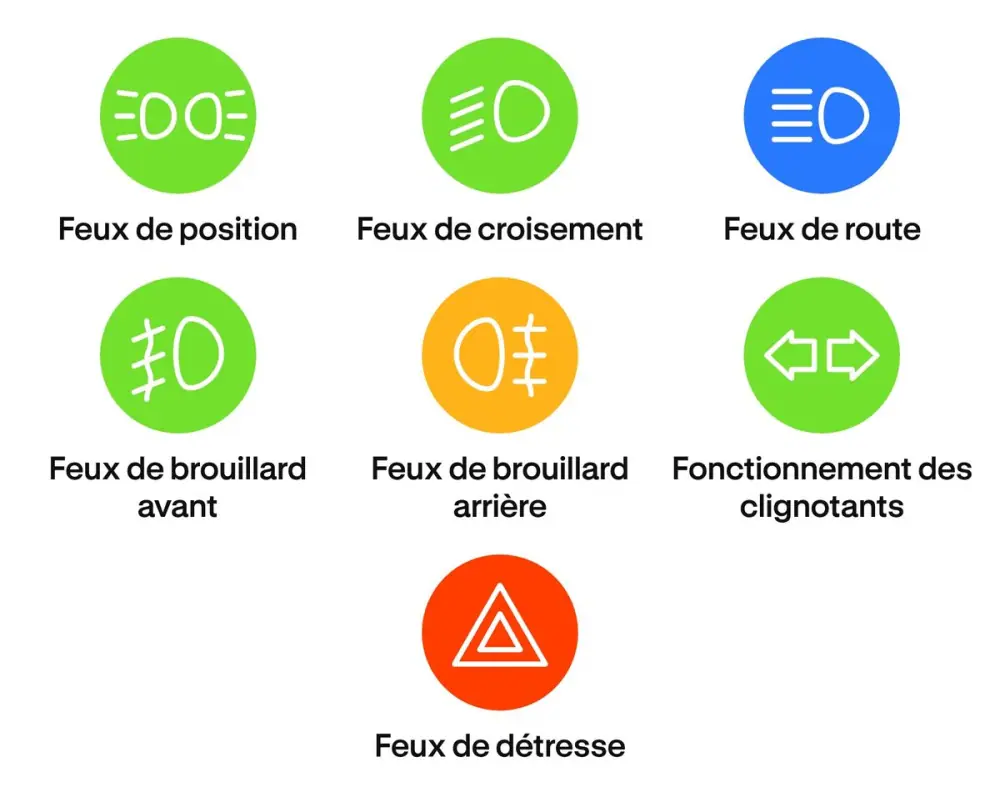 Feux de position
Feux de croisement
Feux de route
Feux de brouillard
avant
Feux de brouillard
arrière
Fonctionnement des
clignotants
Feux de détresse